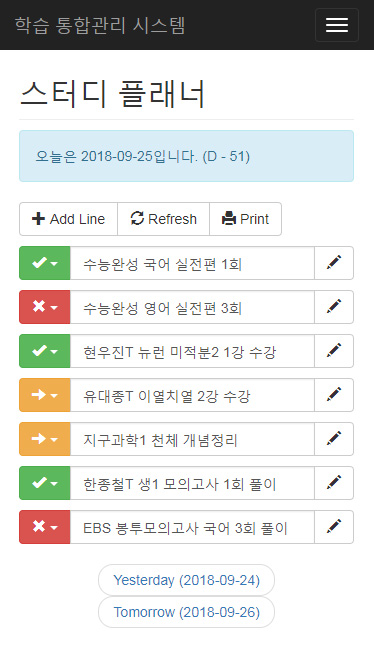 학습 통합관리 시스템
스터디 플래너
오늘은 2018-09-25입니다. (D - 51)
Add Line Refresh Print
수능완성 국어 실전편 1회
수능완성 영어 실전편 3회
현우진T 뉴런 미적분2 1강 수강
유대종T 이열치열 2강 수강
지구과학1 천체 개념정리
한종철T 생1 모의고사 1회 풀이
EBS 봉투모의고사 국어 3회 풀이
Yesterday (2018-09-24)
Tomorrow (2018-09-26)